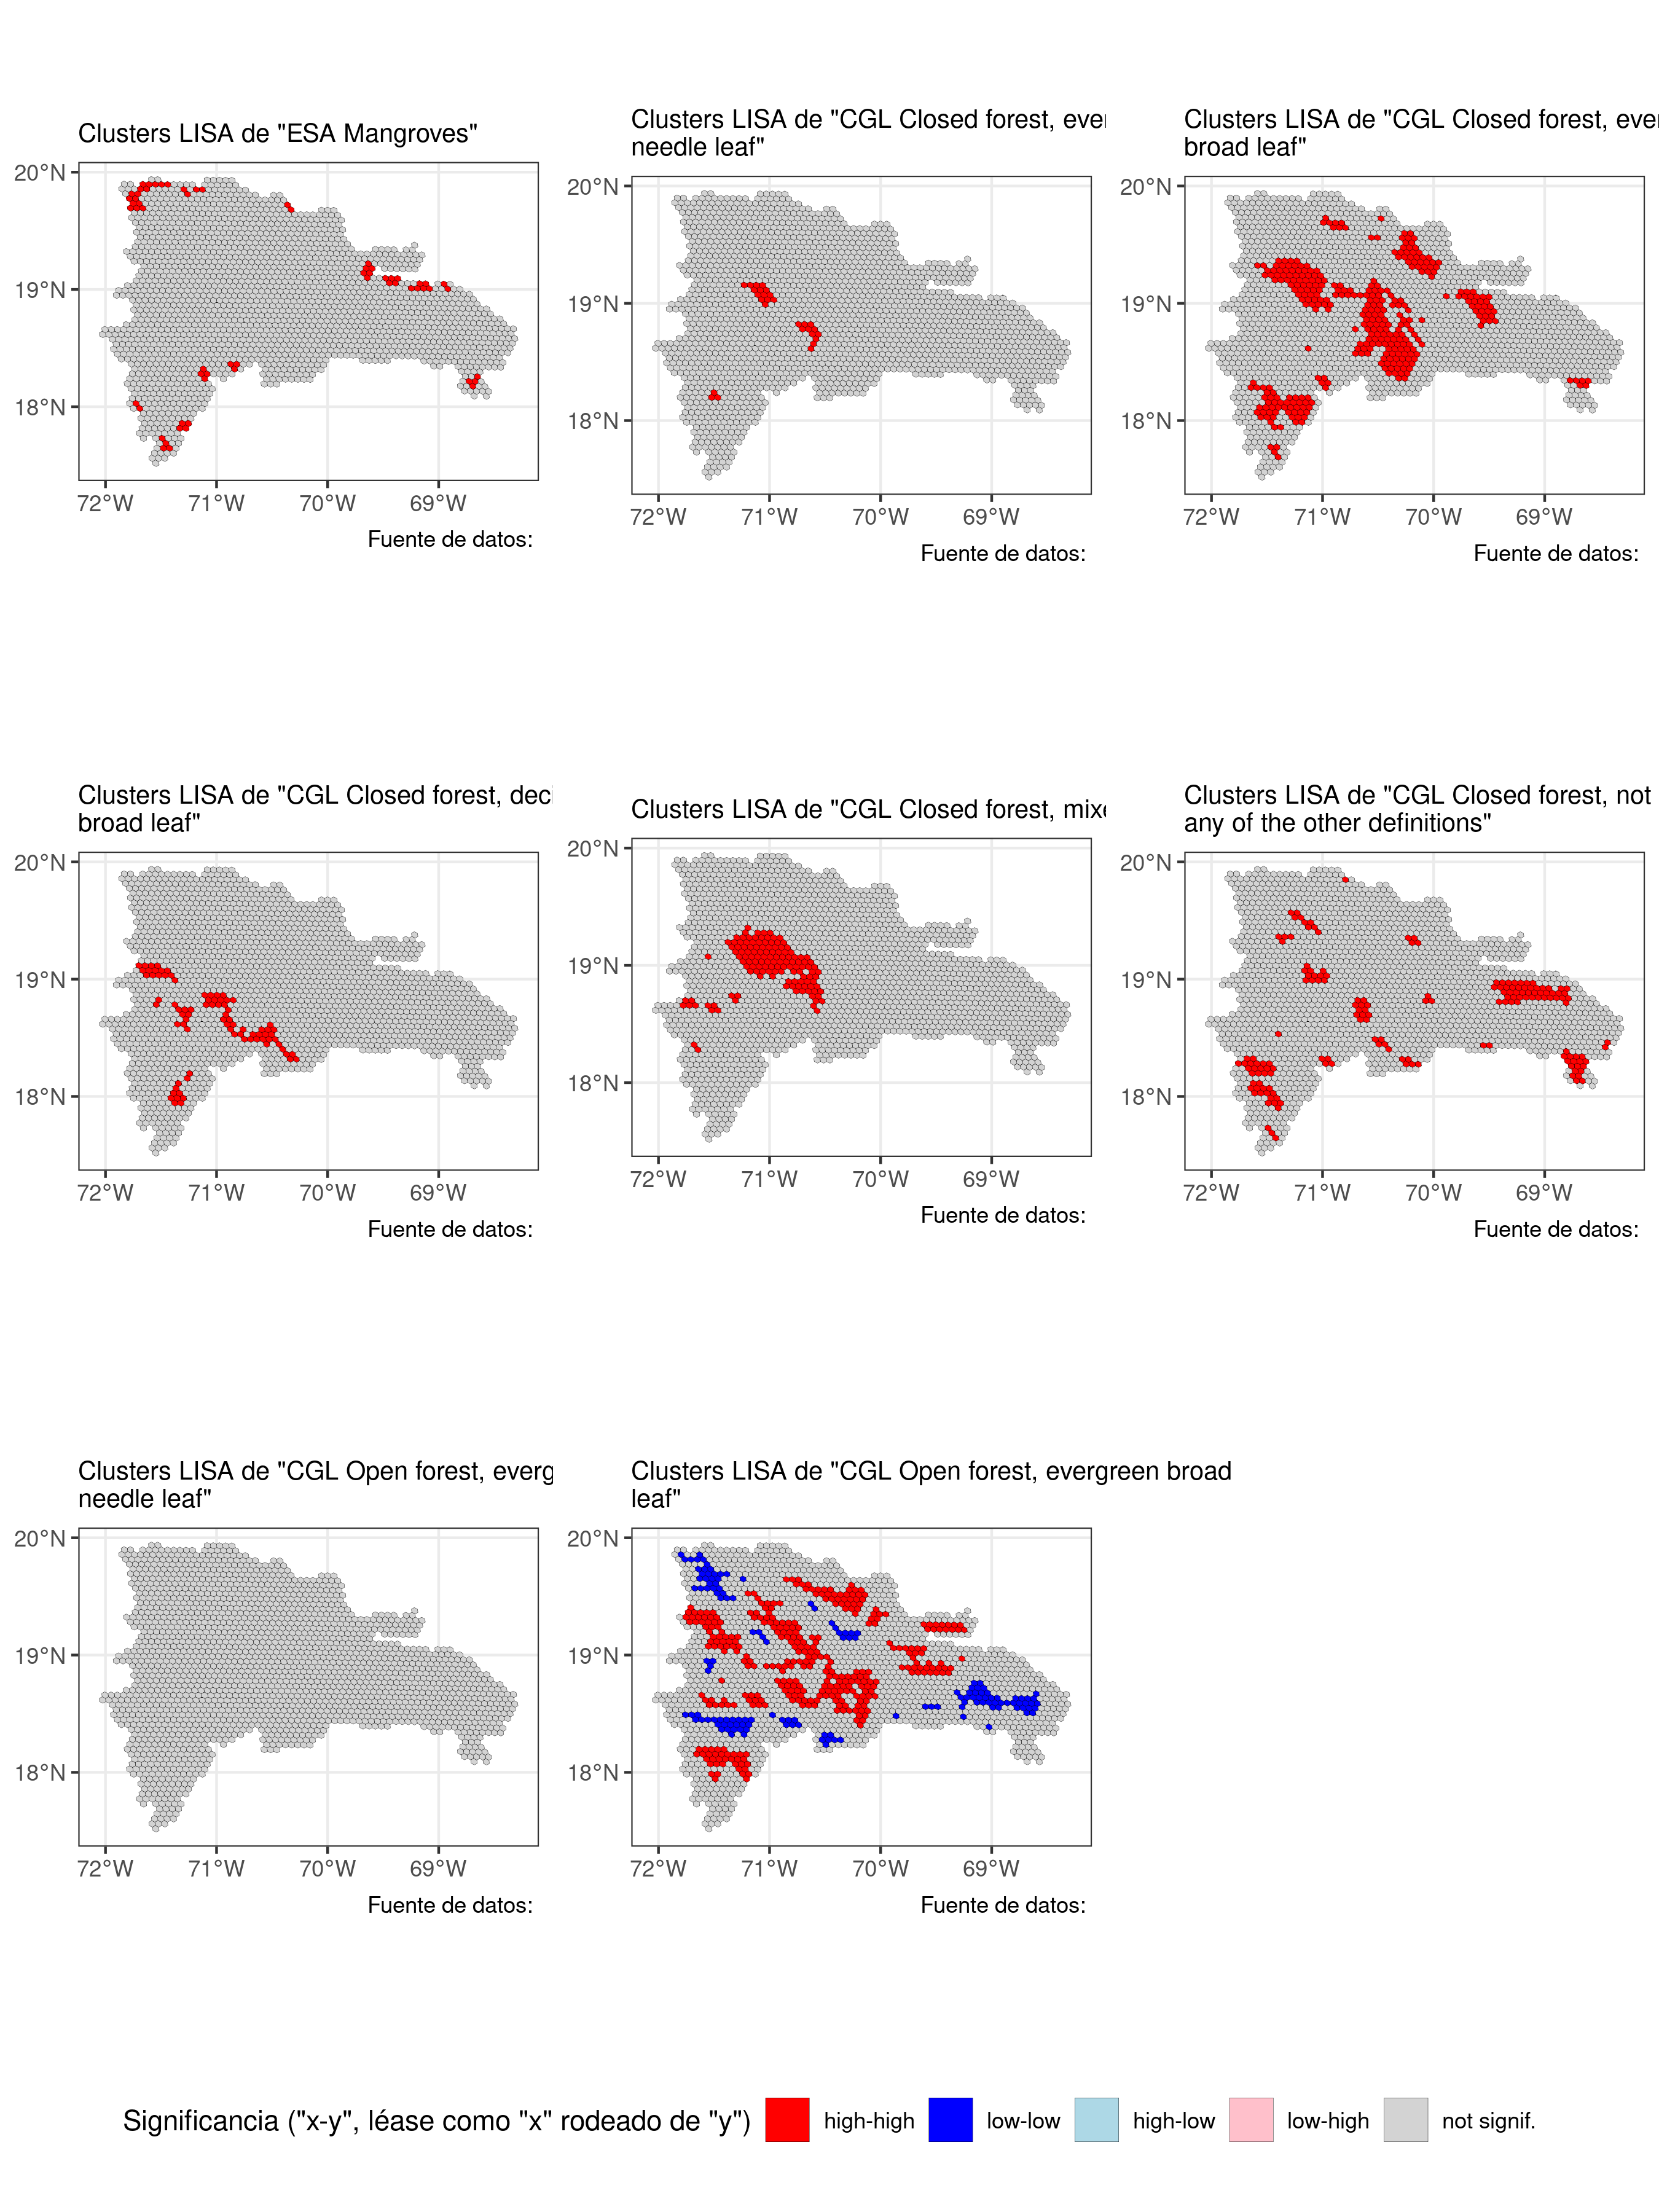 Clusters LISA de "ESA Mangroves"
20°N
19°N
18°N
72°W 71°W 70°W 69°W
Fuente de datos:
Clusters LISA de "CGL Closed forest, ever
needle leaf"
20°N
19°N
18°N
72°W 71°W 70°W 69°W
Fuente de datos:
Clusters LISA de "CGL Closed forest, ever
broad leaf"
20°N
19°N
18°N
72°W 71°W 70°W 69°W
Fuente de datos:
Clusters LISA de "CGL Closed forest, deci
broad leaf"
20°N
19°N
18°N
72°W 71°W 70°W 69°W
Fuente de datos:
Clusters LISA de "CGL Closed forest, mixe
20°N
19°N
18°N
72°W 71°W 70°W 69°W
Fuente de datos:
Clusters LISA de "CGL Closed forest, not
any of the other definitions"
20°N
19°N
18°N
72°W 71°W 70°W 69°W
Fuente de datos:
Clusters LISA de "CGL Open forest, everg
needle leaf"
20°N
19°N
18°N
72°W 71°W 70°W 69°W
Fuente de datos:
Clusters LISA de "CGL Open forest, evergreen broad
leaf"
20°N
19°N
18°N
72°W 71°W 70°W 69°W
Fuente de datos:
Significancia ("x-y", léase como "x" rodeado de "y") high-high low-low high-low low-high not signif.